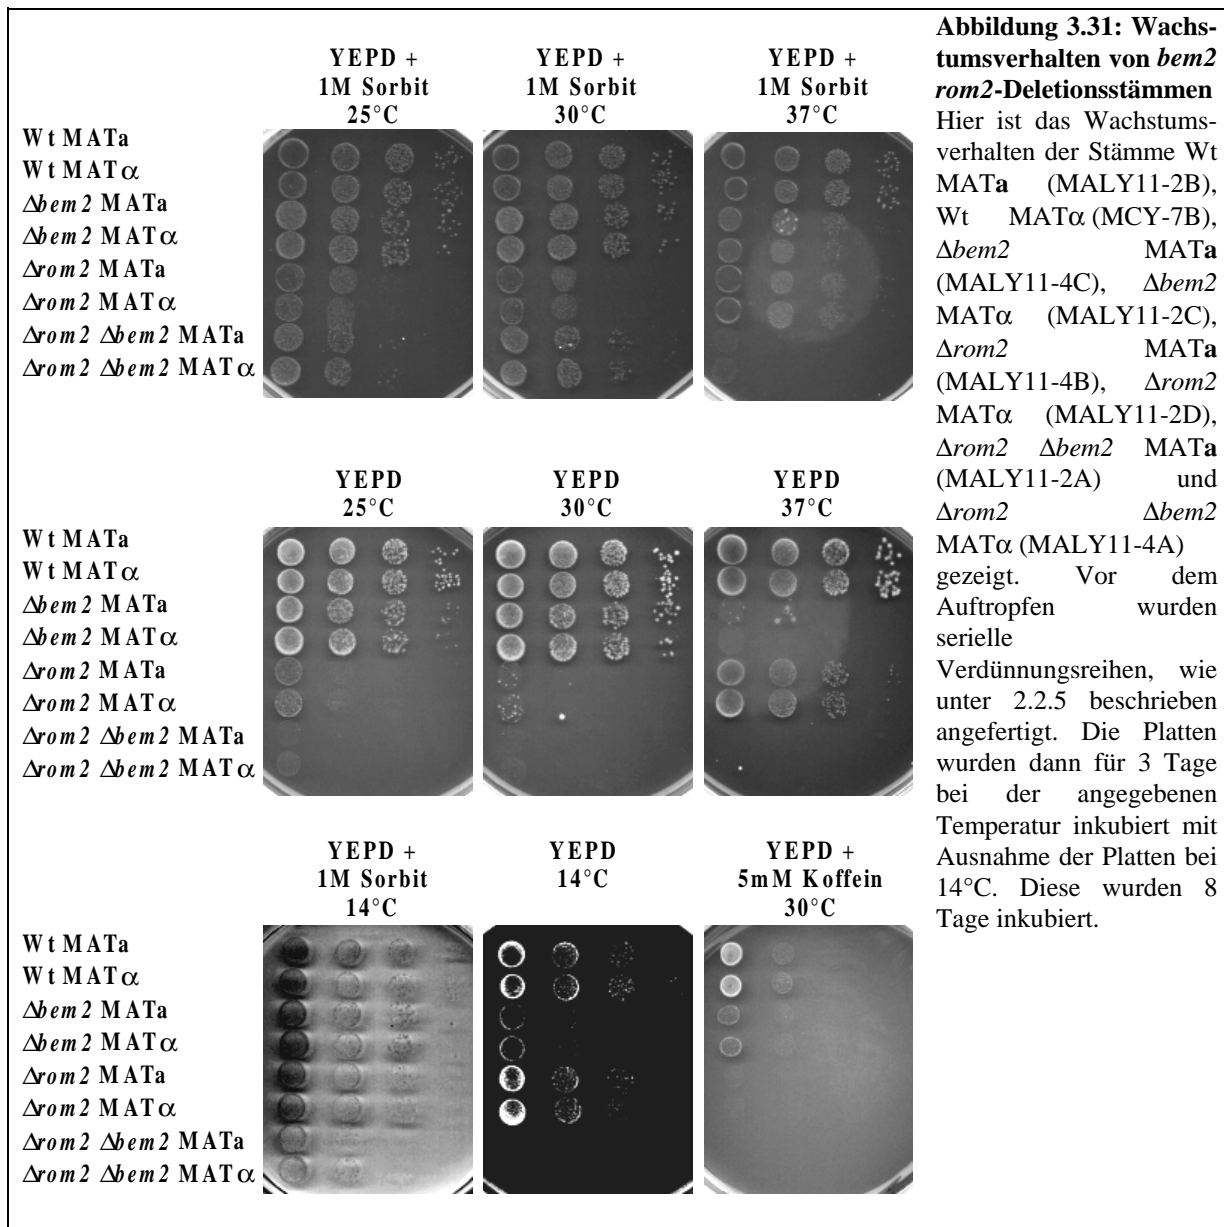 YEPD +
1M Sorbit
25°C
YEPD +
1M Sorbit
30°C
YEPD +
1M Sorbit
37°C
Wt MATa
Wt MATα
Δbem2 MATa
Δbem2 MATα
Δrom2 MATa
Δrom2 MATα
Δrom2 Δbem2 MATa
Δrom2 Δbem2 MATα
YEPD
25°C
YEPD
30°C
YEPD
37°C
Wt MATa
Wt MATα
Δbem2 MATa
Δbem2 MATα
Δrom2 MATa
Δrom2 MATα
Δrom2 Δbem2 MATa
Δrom2 Δbem2 MATα
YEPD +
1M Sorbit
14°C
YEPD
14°C
YEPD +
5mM Koffein
30°C
Wt MATa
Wt MATα
Δbem2 MATa
Δbem2 MATα
Δrom2 MATa
Δrom2 MATα
Δrom2 Δbem2 MATa
Δrom2 Δbem2 MATα
Abbildung 3.31: Wachs-
tumsverhalten von bem2
rom2-Deletionsstämmen
Hier ist das Wachstums-
verhalten der Stämme Wt
MATa (MALY11-2B),
Wt MATα (MCY-7B),
Δbem2 MATa
(MALY11-4C), Δbem2
MATα (MALY11-2C),
Δrom2 MATa
(MALY11-4B), Δrom2
MATα (MALY11-2D),
Δrom2 Δbem2 MATa
(MALY11-2A) und
Δrom2 Δbem2
MATα (MALY11-4A)
gezeigt. Vor dem
Auftropfen wurden
serielle
Verdünnungsreihen, wie
unter 2.2.5 beschrieben
angefertigt. Die Platten
wurden dann für 3 Tage
bei der angegebenen
Temperatur inkubiert mit
Ausnahme der Platten bei
14°C. Diese wurden 8
Tage inkubiert.